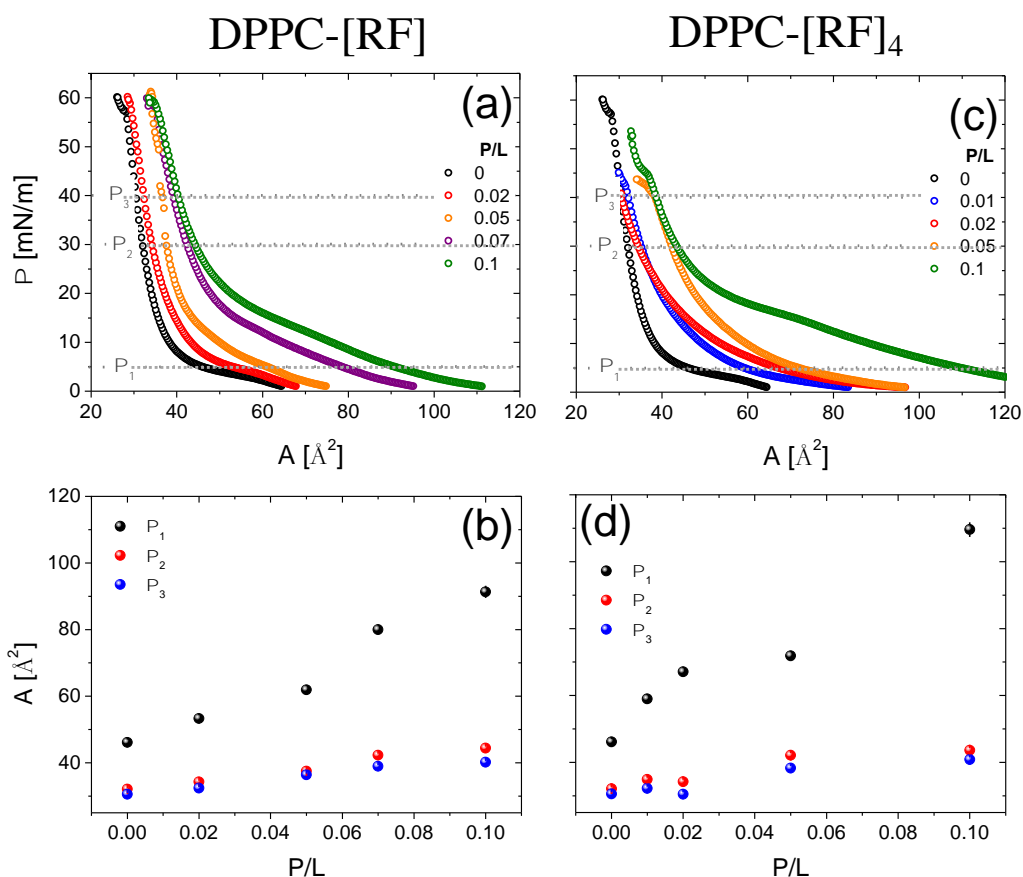 DPPC-[RF]
DPPC-[RF]₄
(a)
P/L
0
0.02
0.05
0.07
0.1
P₃
P₂
P₁
60
50
40
30
20
10
0
P [mN/m]
20 40 60 80 100 120
A [Å²]
(c)
P/L
0
0.01
0.02
0.05
0.1
P₃
P₂
P₁
20 40 60 80 100 120
A [Å²]
(b)
P₁
P₂
P₃
120
100
80
60
40
A [Å²]
0.00 0.02 0.04 0.06 0.08 0.10
P/L
(d)
P₁
P₂
P₃
0.00 0.02 0.04 0.06 0.08 0.10
P/L